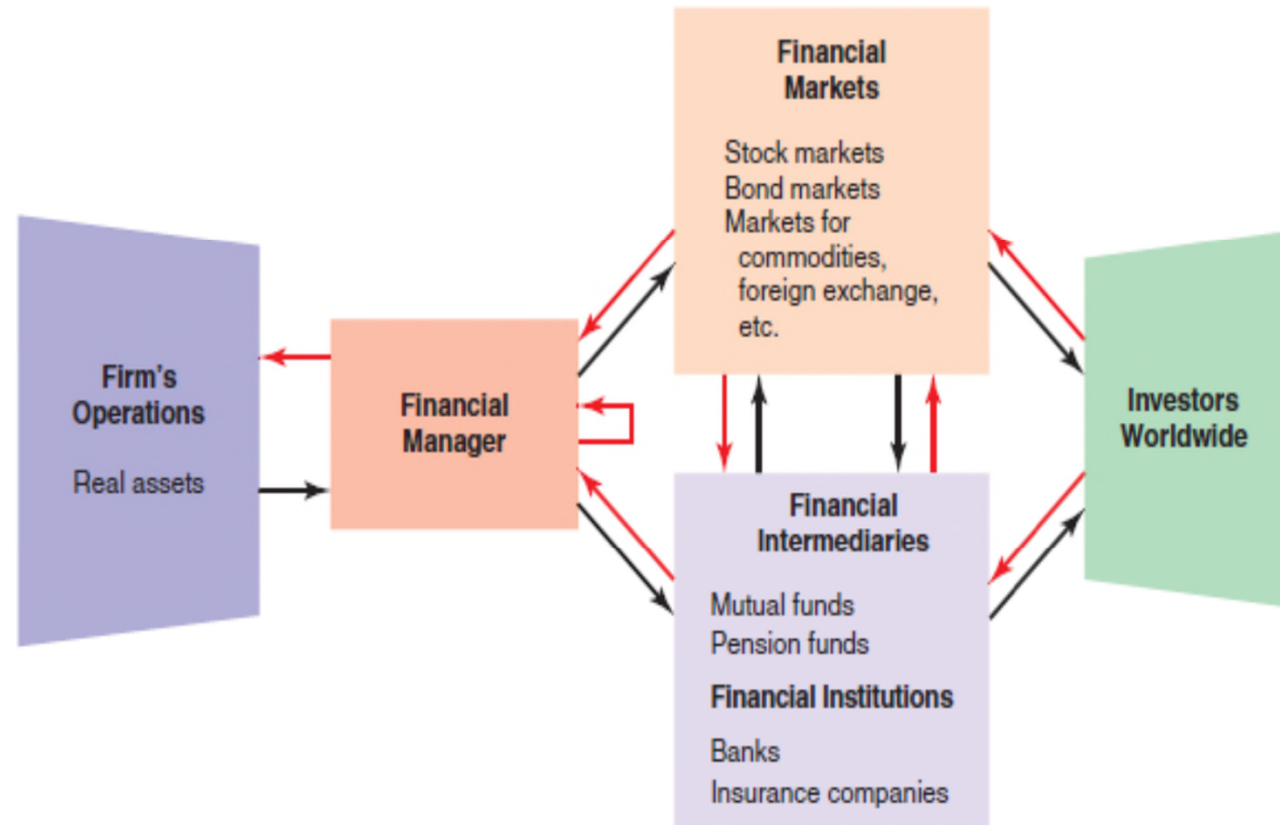 Financial
Markets
Stock markets
Bond markets
Markets for
commodities,
foreign exchange,
etc.
Firm's
Operations
Real assets
Financial
Manager
Investors
Worldwide
Financial
Intermediaries
Mutual funds
Pension funds
Financial Institutions
Banks
Insurance companies